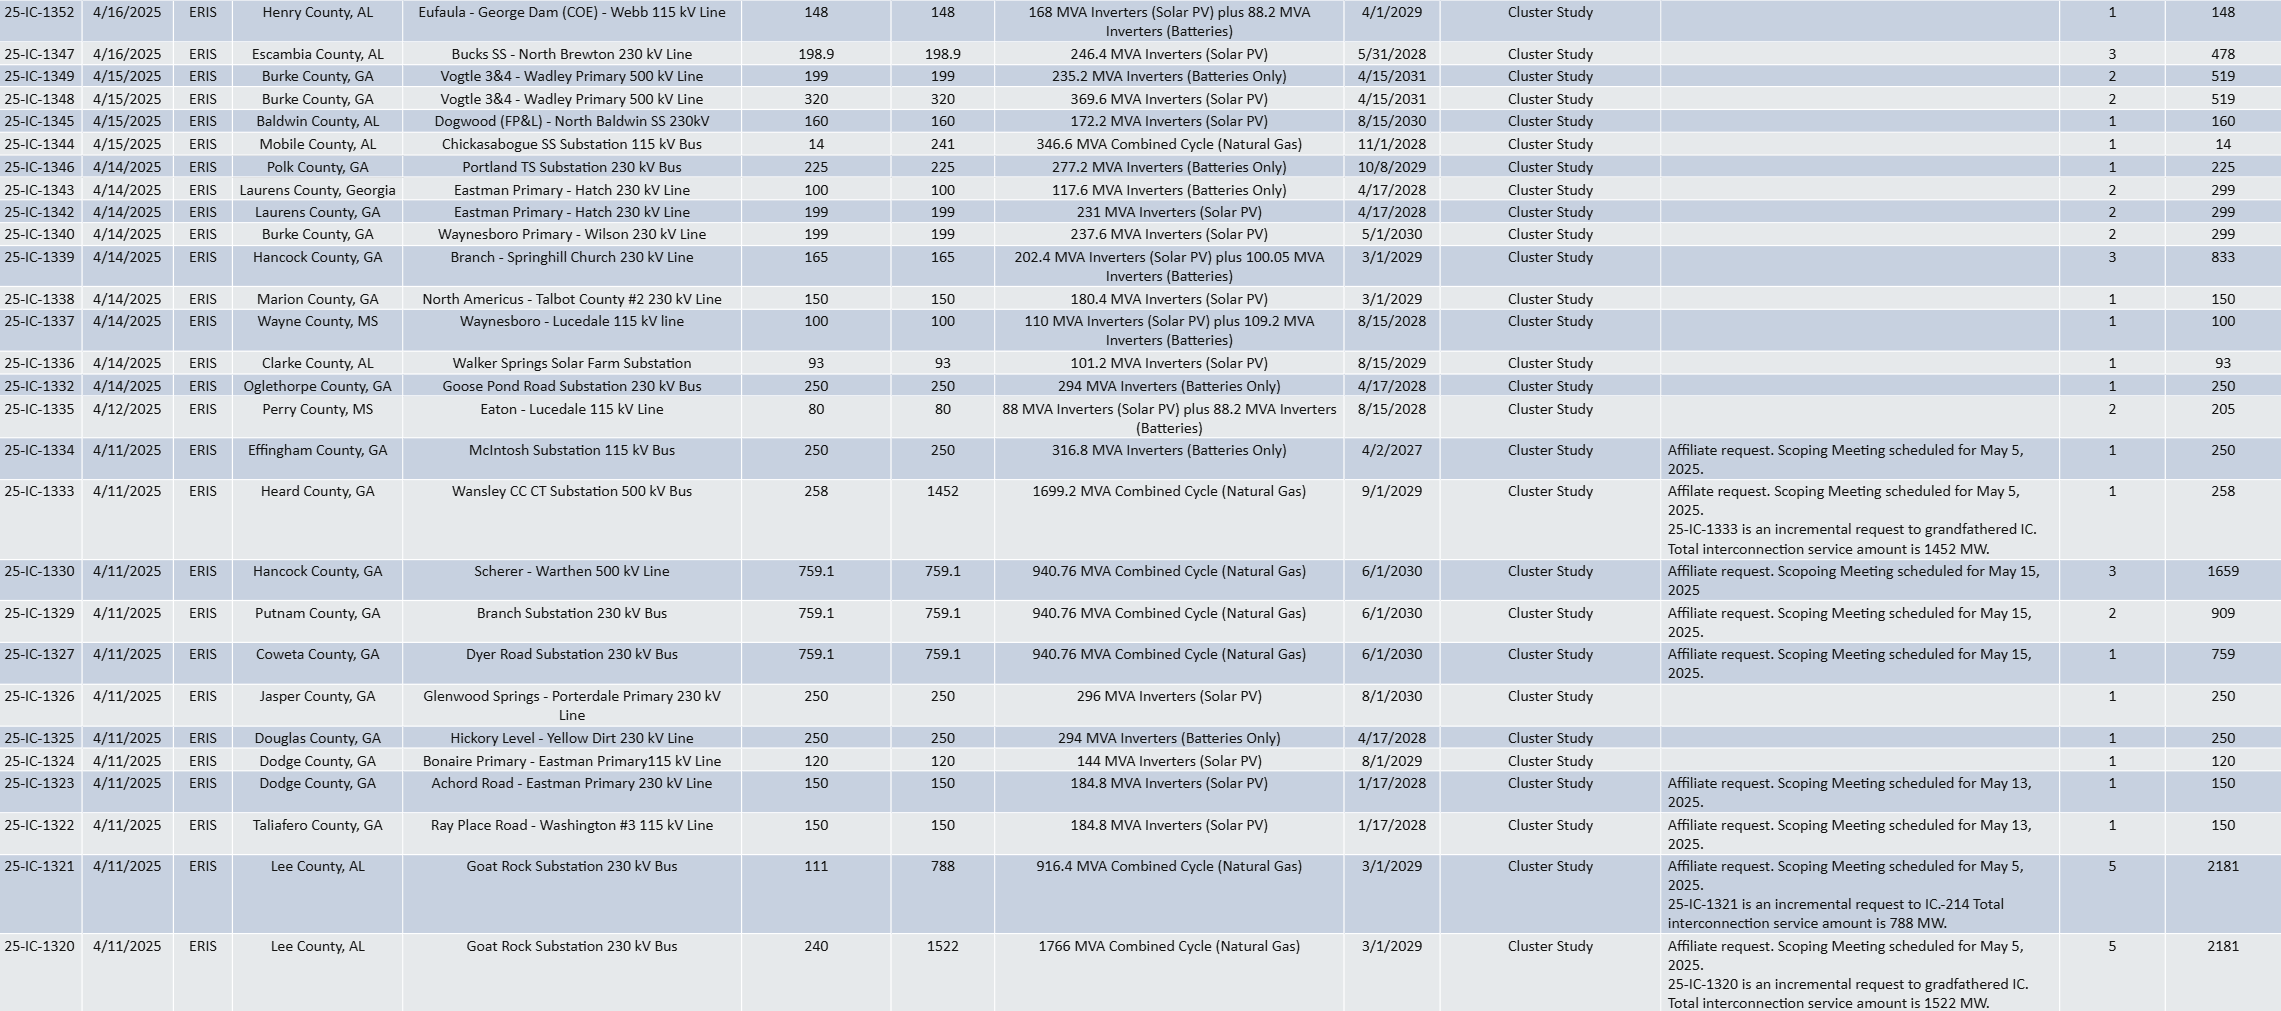 25-IC-1352 4/16/2025 ERIS Henry County, AL Eufaula - George Dam (COE) - Webb 115 kV Line 148 148 168 MVA Inverters (Solar PV) plus 88.2 MVA 4/1/2029 Cluster Study 1 148
Inverters (Batteries)
25-IC-1347 4/16/2025 ERIS Escambia County, AL Bucks SS - North Brewton 230 kV Line 198.9 198.9 246.4 MVA Inverters (Solar PV) 5/31/2028 Cluster Study 3 478
25-IC-1349 4/15/2025 ERIS Burke County, GA Vogtle 3&4 - Wadley Primary 500 kV Line 199 199 235.2 MVA Inverters (Batteries Only) 4/15/2031 Cluster Study 2 519
25-IC-1348 4/15/2025 ERIS Burke County, GA Vogtle 3&4 - Wadley Primary 500 kV Line 320 320 369.6 MVA Inverters (Solar PV) 4/15/2031 Cluster Study 2 519
25-IC-1345 4/15/2025 ERIS Baldwin County, AL Dogwood (FP&L) - North Baldwin SS 230kV 160 160 172.2 MVA Inverters (Solar PV) 8/15/2030 Cluster Study 1 160
25-IC-1344 4/15/2025 ERIS Mobile County, AL Chickasabogue SS Substation 115 kV Bus 14 241 346.6 MVA Combined Cycle (Natural Gas) 11/1/2028 Cluster Study 1 14
25-IC-1346 4/14/2025 ERIS Polk County, GA Portland TS Substation 230 kV Bus 225 225 277.2 MVA Inverters (Batteries Only) 10/8/2029 Cluster Study 1 225
25-IC-1343 4/14/2025 ERIS Laurens County, Georgia Eastman Primary - Hatch 230 kV Line 100 100 117.6 MVA Inverters (Batteries Only) 4/17/2028 Cluster Study 2 299
25-IC-1342 4/14/2025 ERIS Laurens County, GA Eastman Primary - Hatch 230 kV Line 199 199 231 MVA Inverters (Solar PV) 4/17/2028 Cluster Study 2 299
25-IC-1340 4/14/2025 ERIS Burke County, GA Waynesboro Primary - Wilson 230 kV Line 199 199 237.6 MVA Inverters (Solar PV) 5/1/2030 Cluster Study 2 299
25-IC-1339 4/14/2025 ERIS Hancock County, GA Branch - Springhill Church 230 kV Line 165 165 202.4 MVA Inverters (Solar PV) plus 100.05 MVA 3/1/2029 Cluster Study 3 833
Inverters (Batteries)
25-IC-1338 4/14/2025 ERIS Marion County, GA North Americus - Talbot County #2 230 kV Line 150 150 180.4 MVA Inverters (Solar PV) 3/1/2029 Cluster Study 1 150
25-IC-1337 4/14/2025 ERIS Wayne County, MS Waynesboro - Lucedale 115 kV line 100 100 110 MVA Inverters (Solar PV) plus 109.2 MVA 8/15/2028 Cluster Study 1 100
Inverters (Batteries)
25-IC-1336 4/14/2025 ERIS Clarke County, AL Walker Springs Solar Farm Substation 93 93 101.2 MVA Inverters (Solar PV) 8/15/2029 Cluster Study 1 93
25-IC-1332 4/14/2025 ERIS Oglethorpe County, GA Goose Pond Road Substation 230 kV Bus 250 250 294 MVA Inverters (Batteries Only) 4/17/2028 Cluster Study 1 250
25-IC-1335 4/12/2025 ERIS Perry County, MS Eaton - Lucedale 115 kV Line 80 80 88 MVA Inverters (Solar PV) plus 88.2 MVA Inverters 8/15/2028 Cluster Study 2 205
(Batteries)
25-IC-1334 4/11/2025 ERIS Effingham County, GA McIntosh Substation 115 kV Bus 250 250 316.8 MVA Inverters (Batteries Only) 4/2/2027 Cluster Study Affiliate request. Scoping Meeting scheduled for May 5, 1 250
2025.
25-IC-1333 4/11/2025 ERIS Heard County, GA Wansley CC CT Substation 500 kV Bus 258 1452 1699.2 MVA Combined Cycle (Natural Gas) 9/1/2029 Cluster Study Affilate request. Scoping Meeting scheduled for May 5, 1 258
2025.
25-IC-1333 is an incremental request to grandfathered IC.
Total interconnection service amount is 1452 MW.
25-IC-1330 4/11/2025 ERIS Hancock County, GA Scherer - Warthen 500 kV Line 759.1 759.1 940.76 MVA Combined Cycle (Natural Gas) 6/1/2030 Cluster Study Affiliate request. Scopoing Meeting scheduled for May 15, 3 1659
2025
25-IC-1329 4/11/2025 ERIS Putnam County, GA Branch Substation 230 kV Bus 759.1 759.1 940.76 MVA Combined Cycle (Natural Gas) 6/1/2030 Cluster Study Affiliate request. Scoping Meeting scheduled for May 15, 2 909
2025.
25-IC-1327 4/11/2025 ERIS Coweta County, GA Dyer Road Substation 230 kV Bus 759.1 759.1 940.76 MVA Combined Cycle (Natural Gas) 6/1/2030 Cluster Study Affiliate request. Scoping Meeting scheduled for May 15, 1 759
2025.
25-IC-1326 4/11/2025 ERIS Jasper County, GA Glenwood Springs - Porterdale Primary 230 kV 250 250 296 MVA Inverters (Solar PV) 8/1/2030 Cluster Study 1 250
Line
25-IC-1325 4/11/2025 ERIS Douglas County, GA Hickory Level - Yellow Dirt 230 kV Line 250 250 294 MVA Inverters (Batteries Only) 4/17/2028 Cluster Study 1 250
25-IC-1324 4/11/2025 ERIS Dodge County, GA Bonaire Primary - Eastman Primary115 kV Line 120 120 144 MVA Inverters (Solar PV) 8/1/2029 Cluster Study 1 120
25-IC-1323 4/11/2025 ERIS Dodge County, GA Achord Road - Eastman Primary 230 kV Line 150 150 184.8 MVA Inverters (Solar PV) 1/17/2028 Cluster Study Affiliate request. Scoping Meeting scheduled for May 13, 1 150
2025.
25-IC-1322 4/11/2025 ERIS Taliafero County, GA Ray Place Road - Washington #3 115 kV Line 150 150 184.8 MVA Inverters (Solar PV) 1/17/2028 Cluster Study Affiliate request. Scoping Meeting scheduled for May 13, 1 150
2025.
25-IC-1321 4/11/2025 ERIS Lee County, AL Goat Rock Substation 230 kV Bus 111 788 916.4 MVA Combined Cycle (Natural Gas) 3/1/2029 Cluster Study Affiliate request. Scoping Meeting scheduled for May 5, 5 2181
2025.
25-IC-1321 is an incremental request to IC.-214 Total
interconnection service amount is 788 MW.
25-IC-1320 4/11/2025 ERIS Lee County, AL Goat Rock Substation 230 kV Bus 240 1522 1766 MVA Combined Cycle (Natural Gas) 3/1/2029 Cluster Study Affiliate request. Scoping Meeting scheduled for May 5, 5 2181
2025.
25-IC-1320 is an incremental request to gradfathered IC.
Total interconnection service amount is 1522 MW.